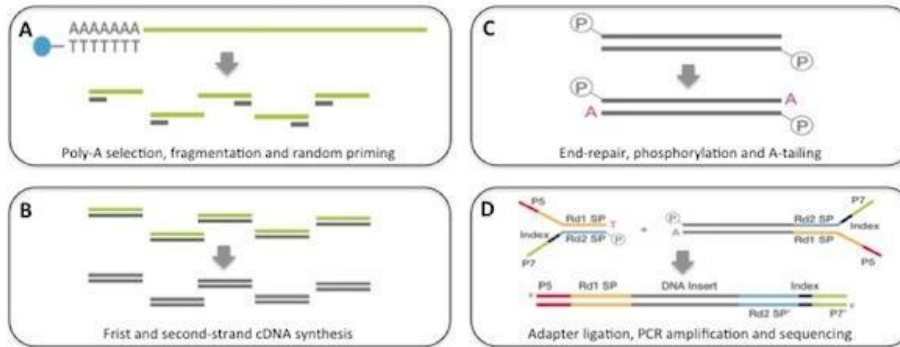 A
AAAAAAA
TTTTTTT
Poly-A selection, fragmentation and random priming
B
Frist and second-strand cDNA synthesis
C
P
P
A
A
P
P
End-repair, phosphorylation and A-tailing
D
P5
Rd1 SP
T
Index
Rd2 SP
P
P7
+
P
A
P7
Rd2 SP
Index
Rd1 SP
P5
P5
Rd1 SP
DNA Insert
Index
Rd2 SP'
P7'
Adapter ligation, PCR amplification and sequencing